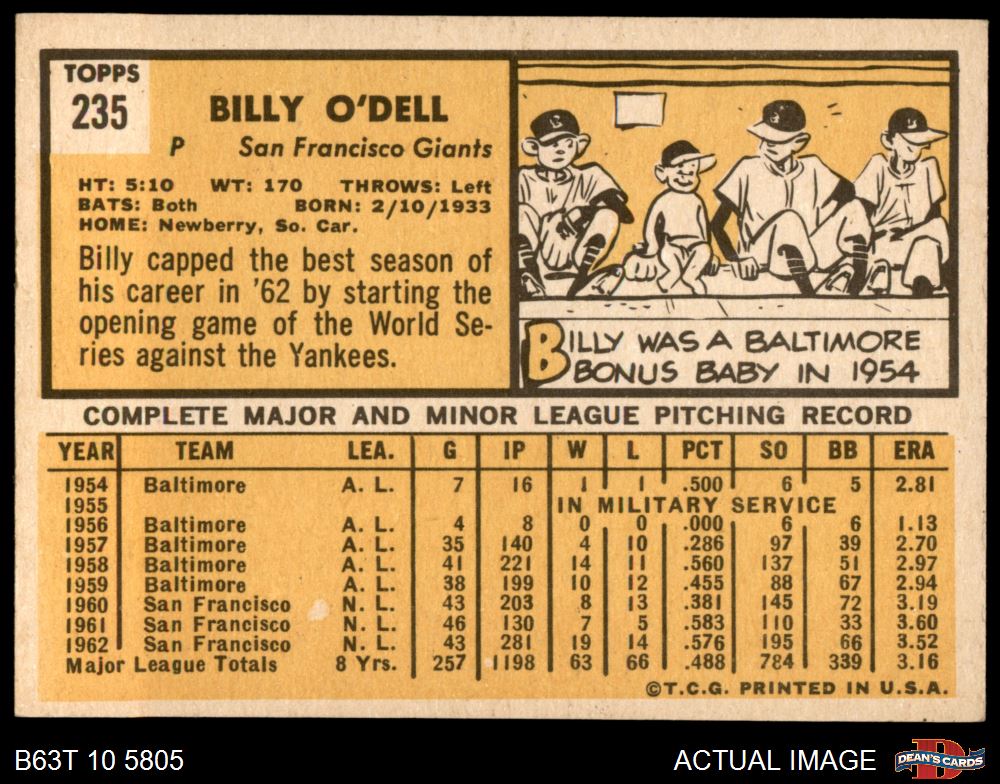 TOPPS
235
BILLY O'DELL
P San Francisco Giants
HT: 5:10 WT: 170 THROWS: Left
BATS: Both BORN: 2/10/1933
HOME: Newberry, So. Car.
Billy capped the best season of
his career in '62 by starting the
opening game of the World Se-
ries against the Yankees.
B
B
BILLY WAS A BALTIMORE
BONUS BABY IN 1954
COMPLETE MAJOR AND MINOR LEAGUE PITCHING RECORD
YEAR TEAM LEA. G IP W L PCT SO BB ERA
1954 Baltimore A. L. 7 16 1 1 .500 6 5 2.81
1955 IN MILITARY SERVICE
1956 Baltimore A. L. 4 8 0 0 .000 6 6 1.13
1957 Baltimore A. L. 35 140 4 10 .286 97 39 2.70
1958 Baltimore A. L. 41 221 14 11 .560 137 51 2.97
1959 Baltimore A. L. 38 199 10 12 .455 88 67 2.94
1960 San Francisco N. L. 43 203 8 13 .381 145 72 3.19
1961 San Francisco N. L. 46 130 7 5 .583 110 33 3.60
1962 San Francisco N. L. 43 281 19 14 .576 195 66 3.52
Major League Totals 8 Yrs. 257 1198 63 66 .488 784 339 3.16
©T.C.G. PRINTED IN U.S.A.
B63T 10 5805 ACTUAL IMAGE
DEAN'S CARDS